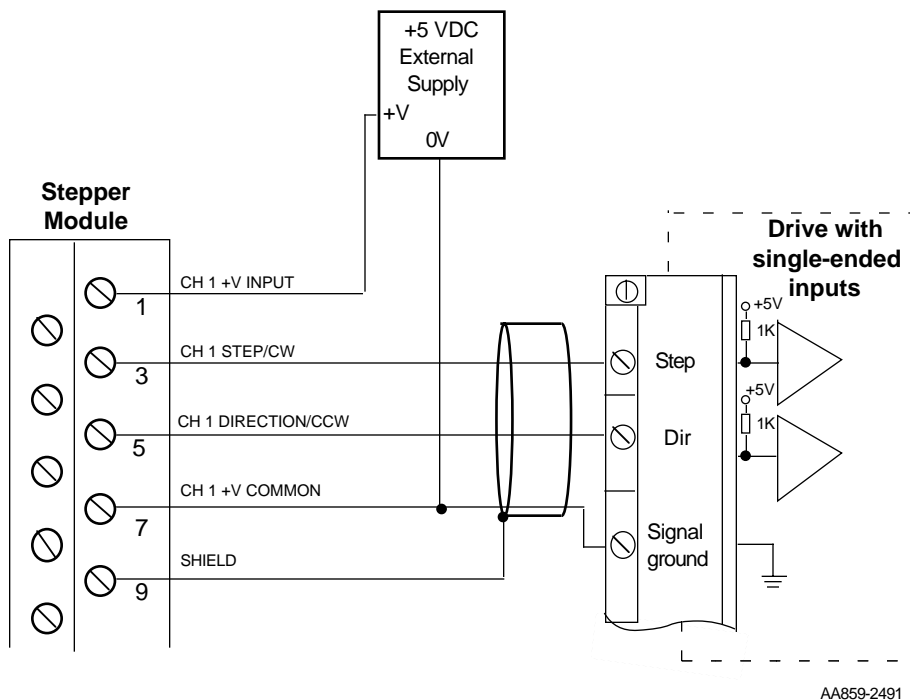 +5 VDC
External
Supply
+V
0V
Stepper
Module
Drive with
single-ended
inputs
CH 1 +V INPUT
1
+5V
1K
CH 1 STEP/CW
3
Step
+5V
1K
CH 1 DIRECTION/CCW
5
Dir
CH 1 +V COMMON
7
Signal
ground
SHIELD
9
AA859-2491